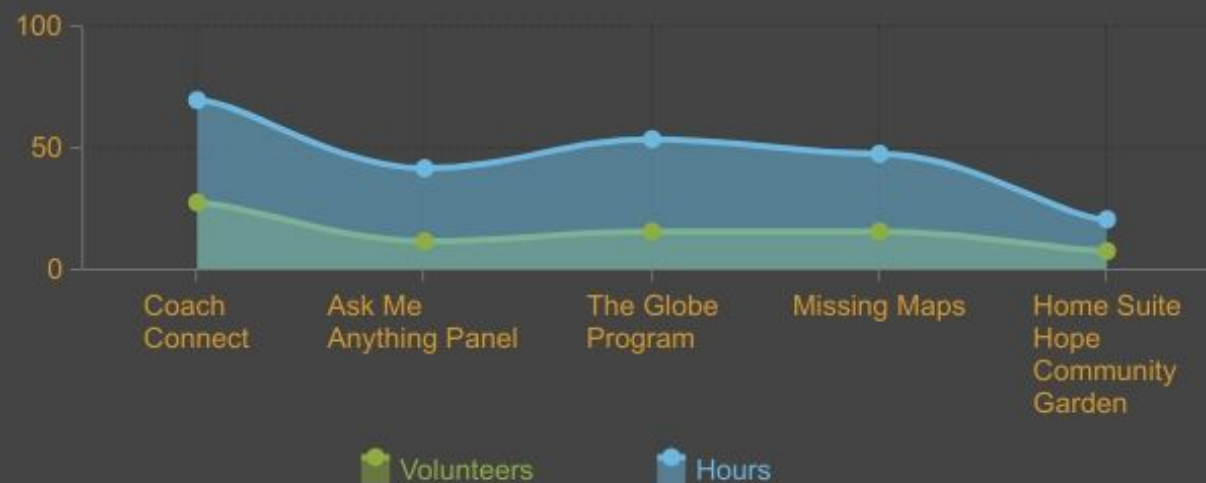 100
50
0
Coach
Connect
Ask Me
Anything Panel
The Globe
Program
Missing Maps
Home Suite
Hope
Community
Garden
Volunteers
Hours